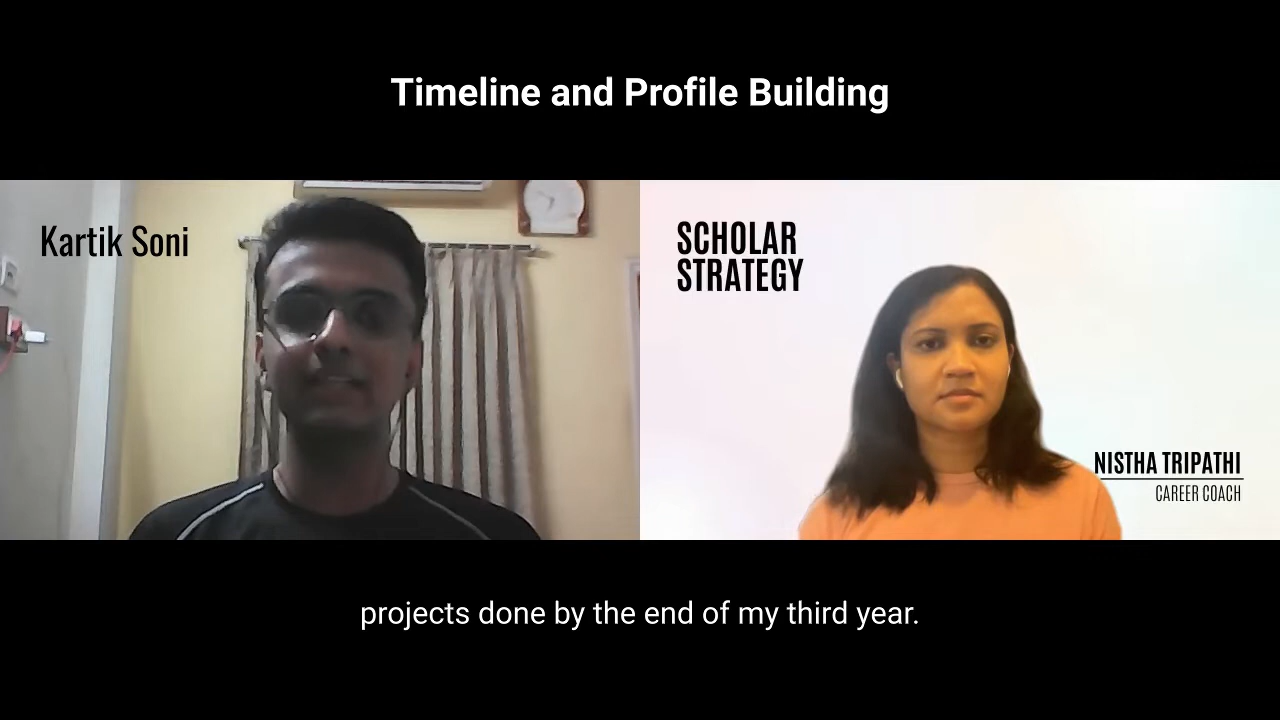 Timeline and Profile Building
Kartik Soni
SCHOLAR
STRATEGY
NISTHA TRIPATHI
CAREER COACH
projects done by the end of my third year.